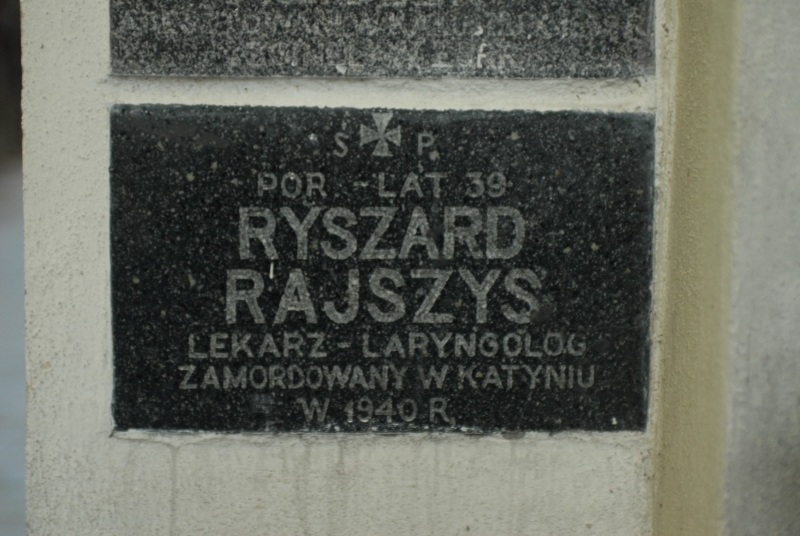 Ś P.
POR - LAT 39
RYSZARD
RAJSZYS
LEKARZ - LARYNGOLOG
ZAMORDOWANY W KATYNIU
W 1940 R.